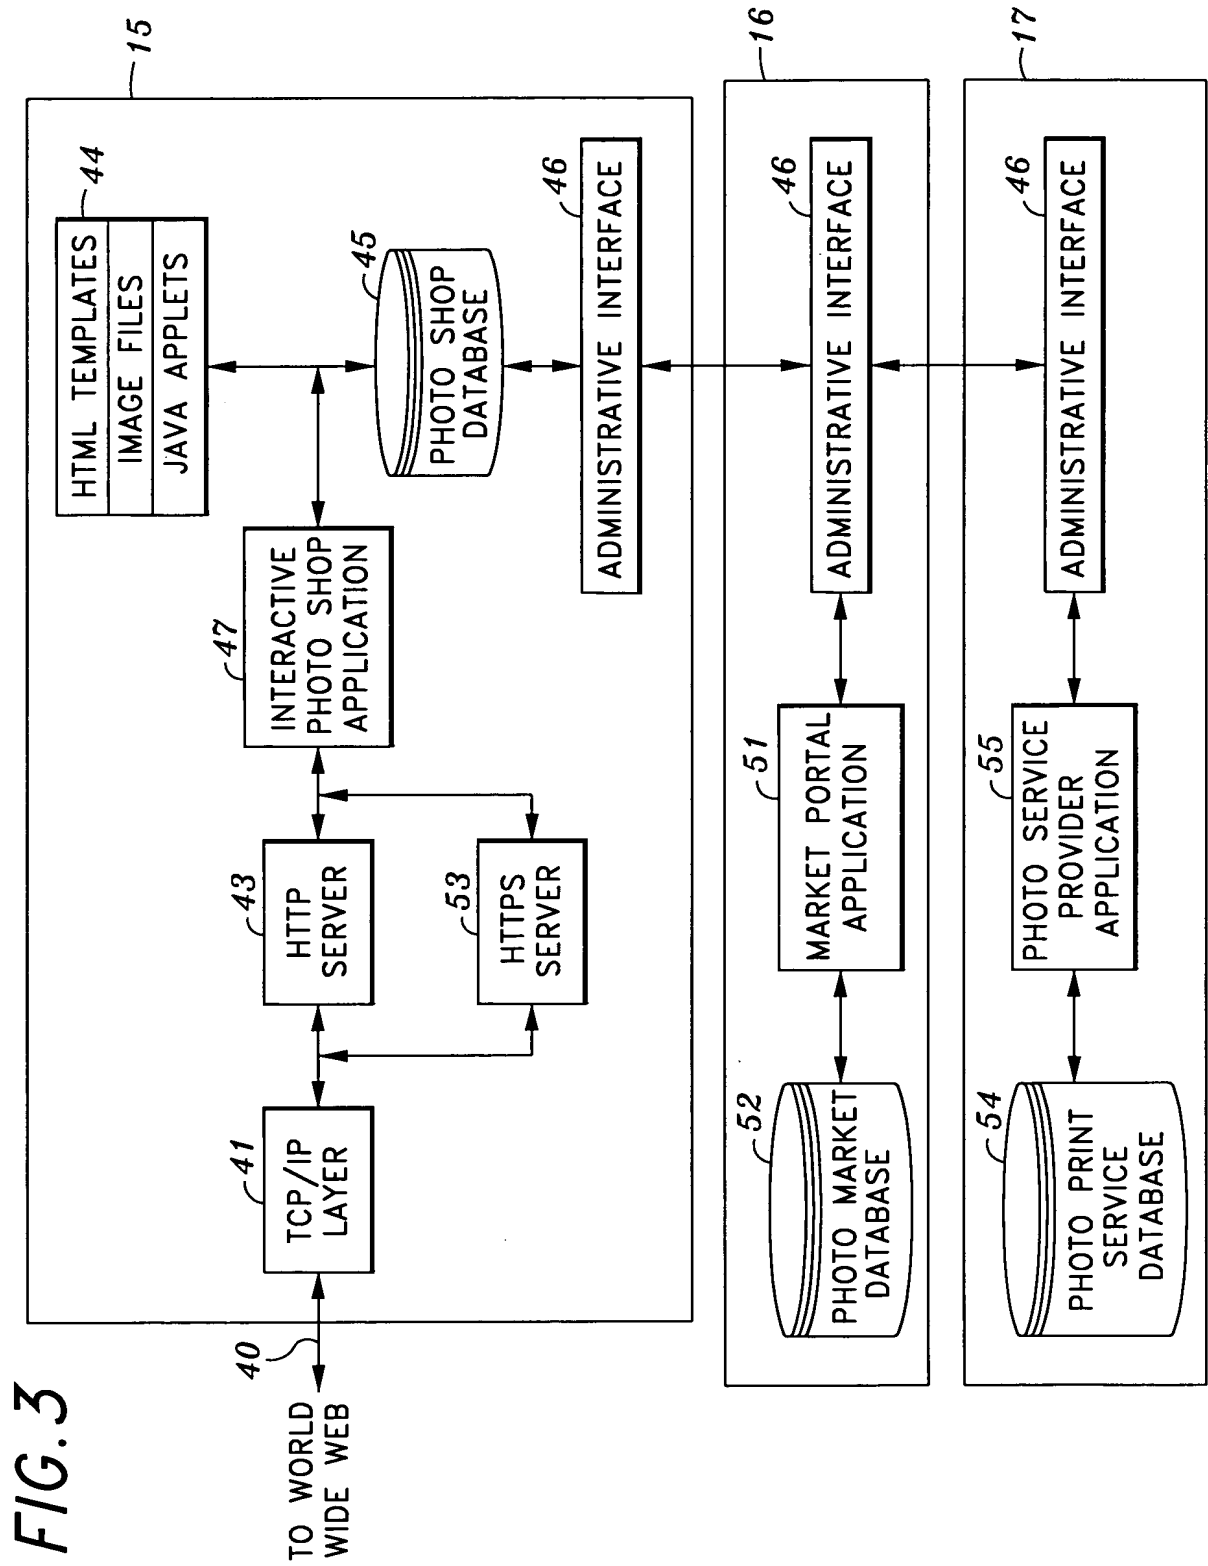 FIG.3
15
44
HTML TEMPLATES
IMAGE FILES
JAVA APPLETS
47
INTERACTIVE
PHOTO SHOP
APPLICATION
45
PHOTO SHOP
DATABASE
43
HTTP
SERVER
41
TCP/IP
LAYER
40
TO WORLD
WIDE WEB
53
HTTPS
SERVER
46
ADMINISTRATIVE INTERFACE
16
52
PHOTO MARKET
DATABASE
51
MARKET PORTAL
APPLICATION
46
ADMINISTRATIVE INTERFACE
17
54
PHOTO PRINT
SERVICE
DATABASE
55
PHOTO SERVICE
PROVIDER
APPLICATION
46
ADMINISTRATIVE INTERFACE